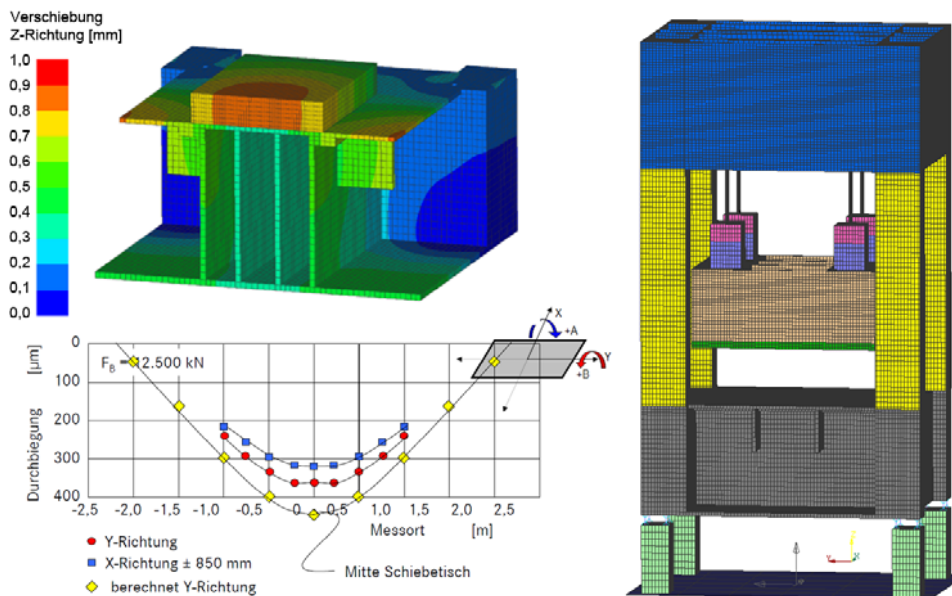 Verschiebung
Z-Richtung [mm]
1,0
0,9
0,8
0,7
0,6
0,5
0,4
0,3
0,2
0,1
0,0
X
+A
Y
+B
[µm]
0
100
200
300
400
Durchbiegung
F_B = 12.500 kN
-2,5 -2,0 -1,5 -1,0 -0,5 0 0,5 1,0 1,5 2,0 2,5
Messort [m]
Y-Richtung
X-Richtung ± 850 mm
berechnet Y-Richtung
Mitte Schiebetisch
Y
X